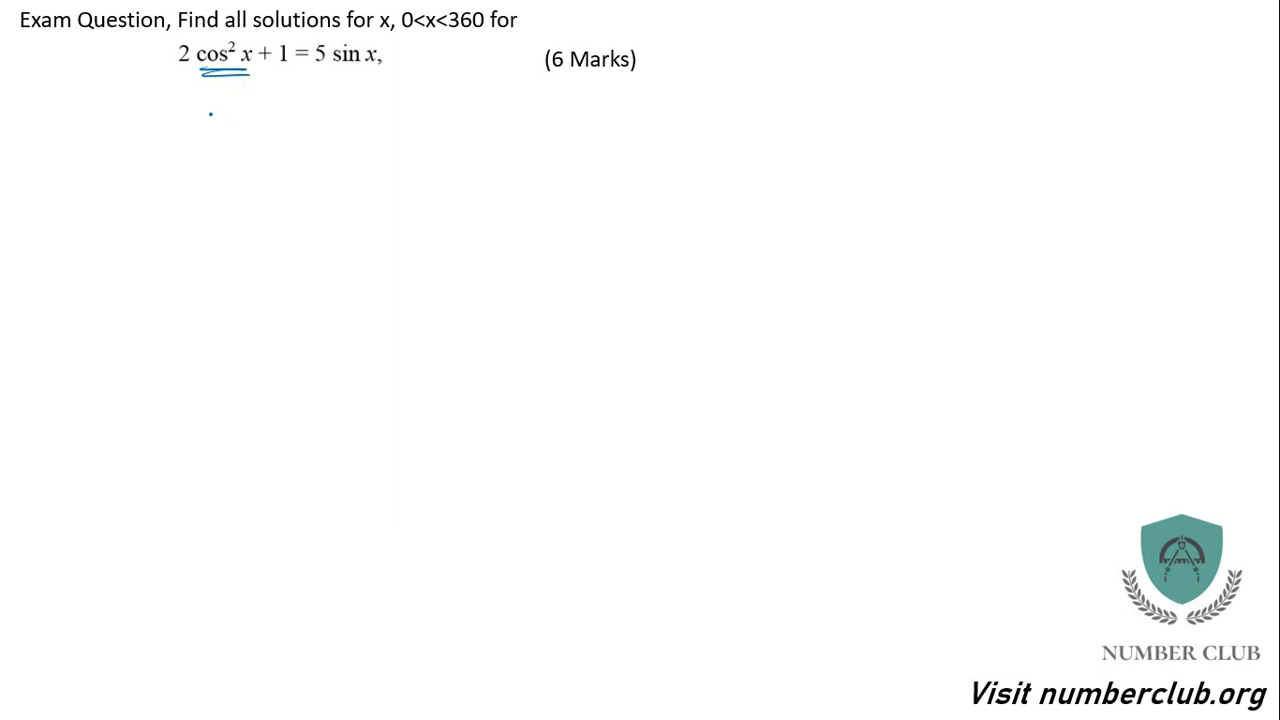 Exam Question, Find all solutions for x, 0<x<360 for
2 cos² x + 1 = 5 sin x,
(6 Marks)
NUMBER CLUB
Visit numberclub.org